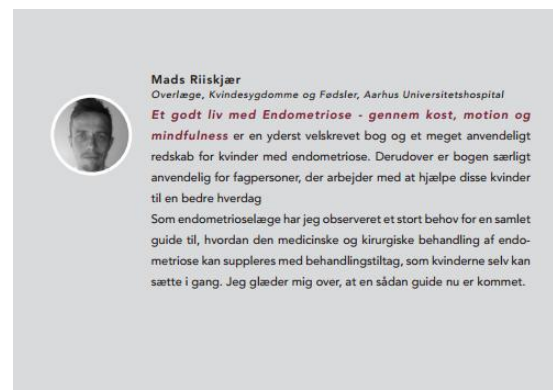 Mads Riiskjær
Overlæge, Kvindesygdomme og Fødsler, Aarhus Universitetshospital
Et godt liv med Endometriose - gennem kost, motion og
mindfulness er en yderst velskrevet bog og et meget anvendeligt
redskab for kvinder med endometriose. Derudover er bogen særligt
anvendelig for fagpersoner, der arbejder med at hjælpe disse kvinder
til en bedre hverdag
Som endometrioselæge har jeg observeret et stort behov for en samlet
guide til, hvordan den medicinske og kirurgiske behandling af endo-
metriose kan suppleres med behandlingstiltag, som kvinderne selv kan
sætte i gang. Jeg glæder mig over, at en sådan guide nu er kommet.